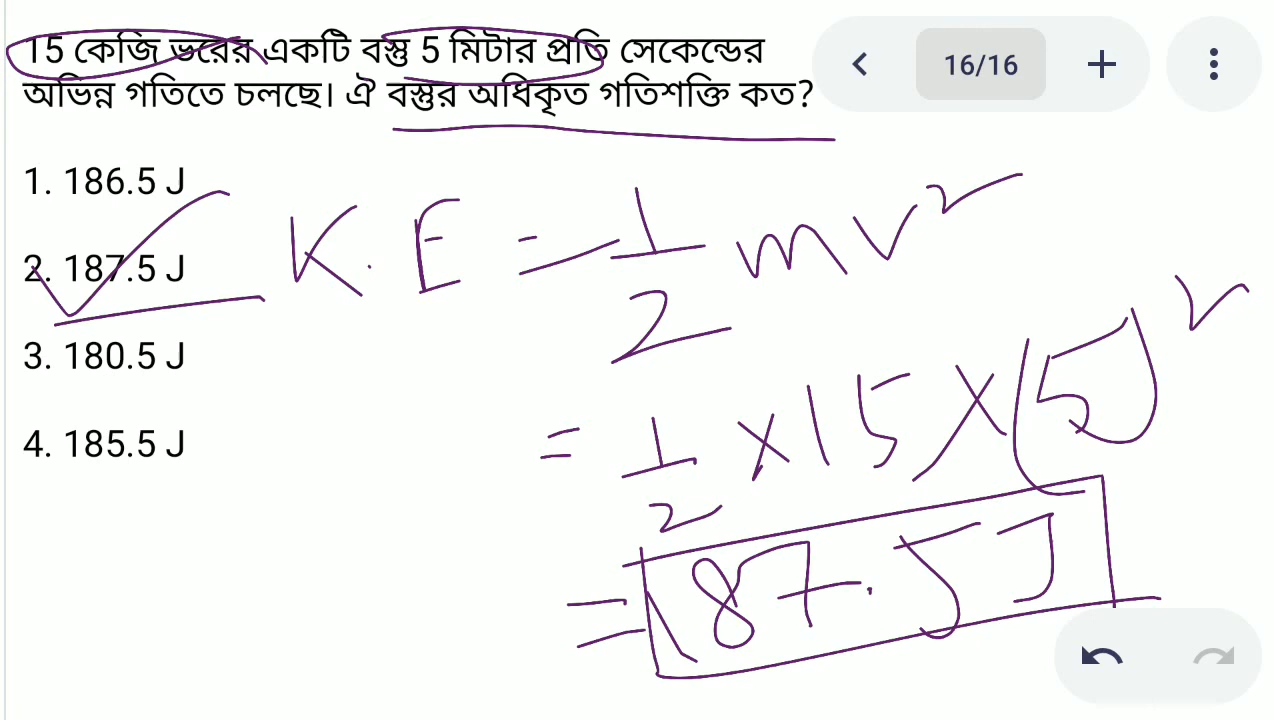 15 কেজি ভরের একটি বস্তু 5 মিটার প্রতি সেকেন্ডের
অভিন্ন গতিতে চলছে। ঐ বস্তুর অধিকৃত গতিশক্তি কত?
16/16
1. 186.5 J
2. 187.5 J
3. 180.5 J
4. 185.5 J
K.E = 1/2 mv²
= 1/2 × 15 × (5)²
= 187.5 J